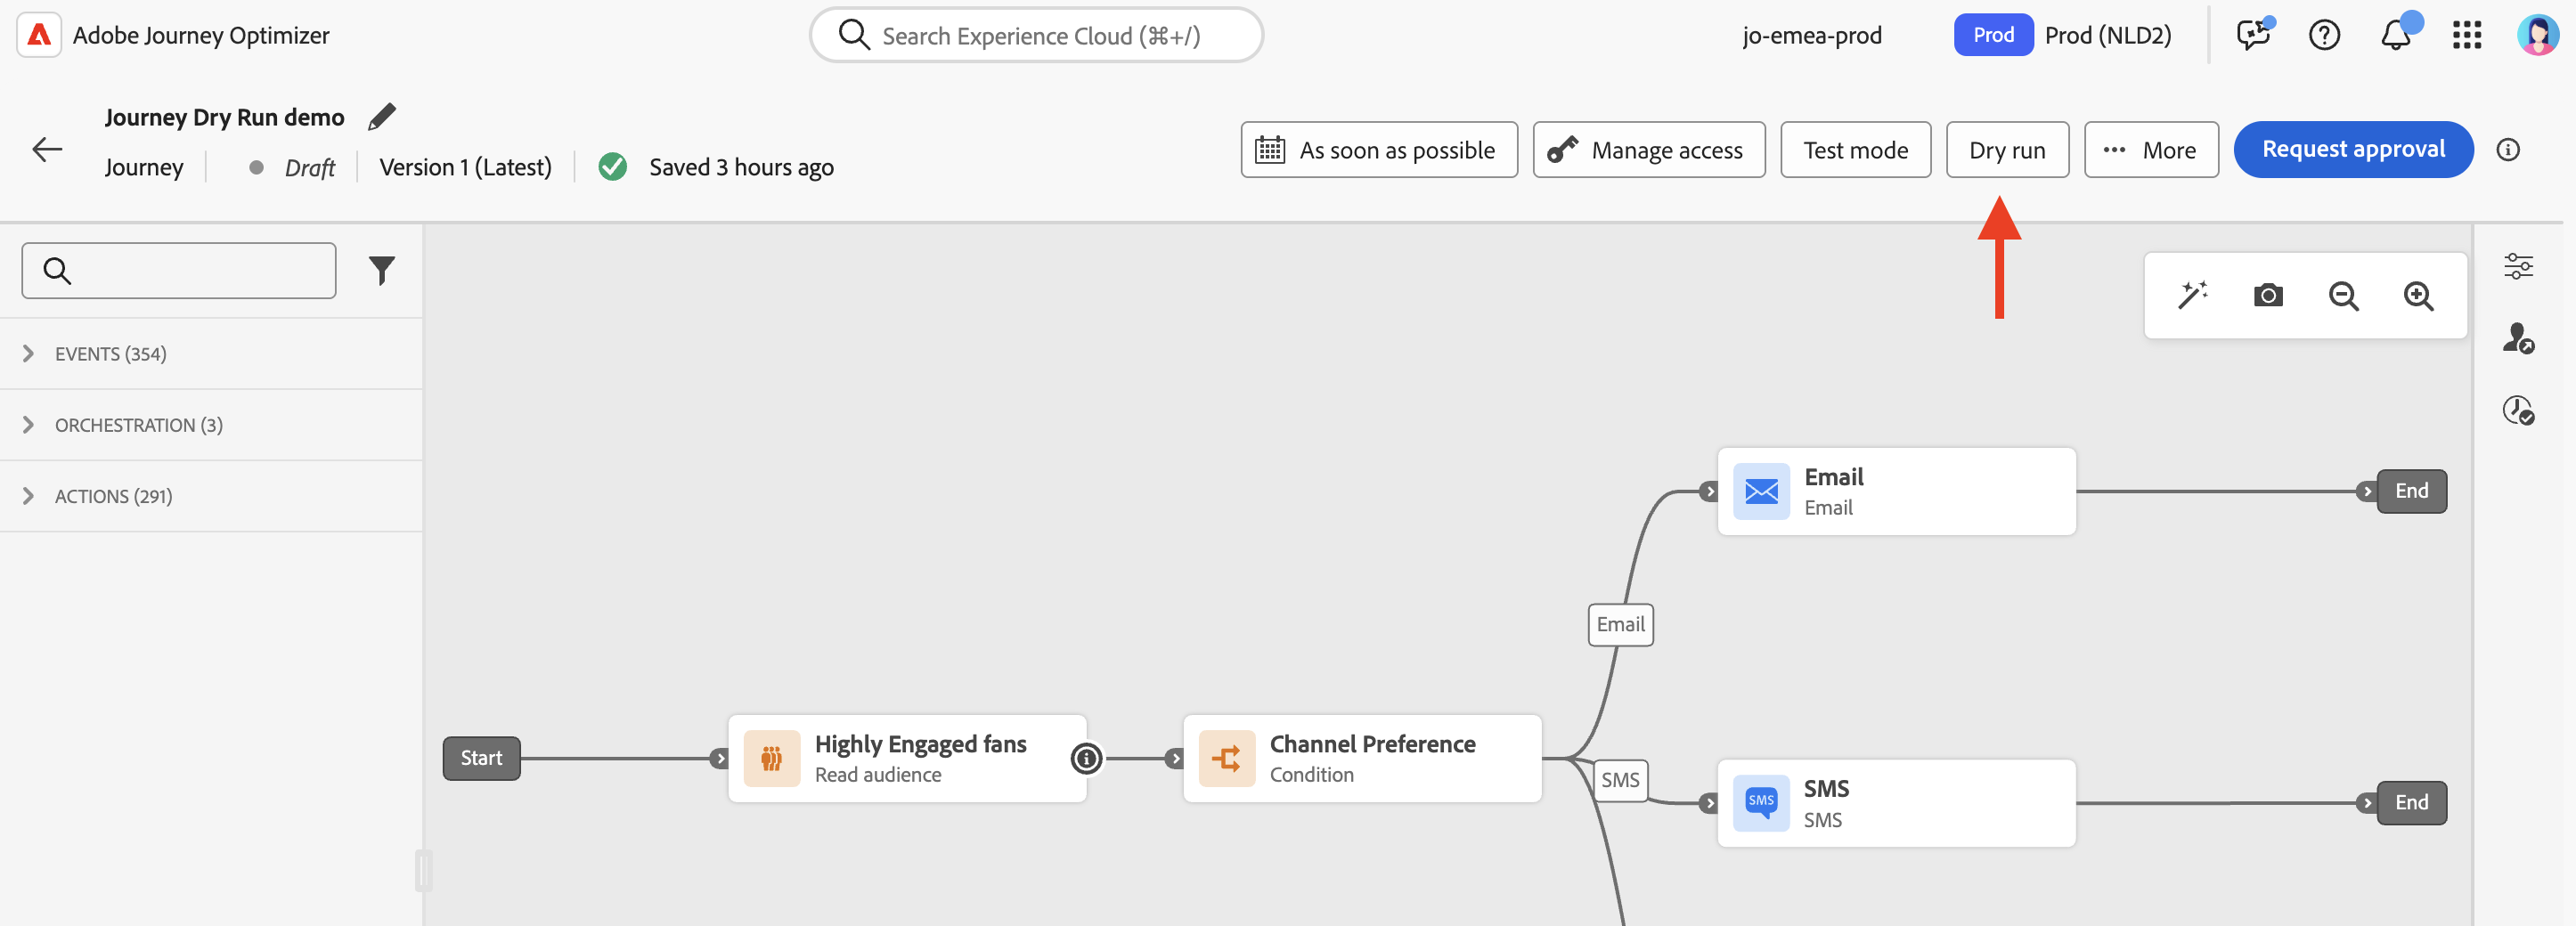 Adobe Journey Optimizer
Search Experience Cloud (⌘+/)
jo-emea-prod
Prod
Prod (NLD2)
Journey Dry Run demo
Journey
Draft
Version 1 (Latest)
Saved 3 hours ago
As soon as possible
Manage access
Test mode
Dry run
More
Request approval
EVENTS (354)
ORCHESTRATION (3)
ACTIONS (291)
Email
Email
End
Email
Start
Highly Engaged fans
Read audience
Channel Preference
Condition
SMS
SMS
SMS
SMS
End